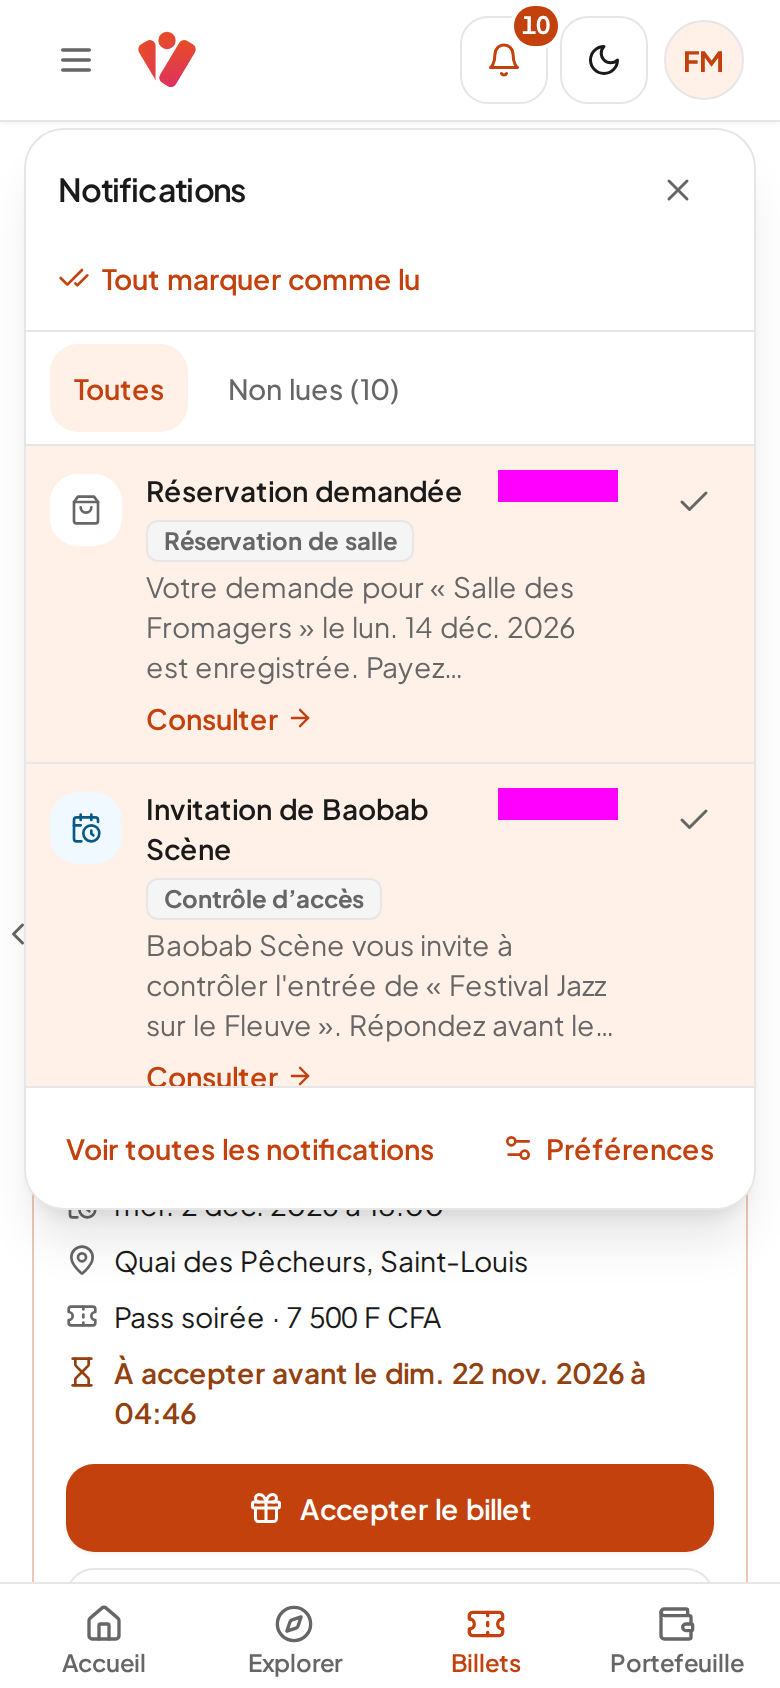 10
FM
Notifications
Tout marquer comme lu
Toutes
Non lues (10)
Réservation demandée
Réservation de salle
Votre demande pour « Salle des
Fromagers » le lun. 14 déc. 2026
est enregistrée. Payez…
Consulter
Invitation de Baobab
Scène
Contrôle d’accès
Baobab Scène vous invite à
contrôler l'entrée de « Festival Jazz
sur le Fleuve ». Répondez avant le…
Consulter
Voir toutes les notifications
Préférences
Quai des Pêcheurs, Saint-Louis
Pass soirée · 7 500 F CFA
À accepter avant le dim. 22 nov. 2026 à
04:46
Accepter le billet
Accueil
Explorer
Billets
Portefeuille